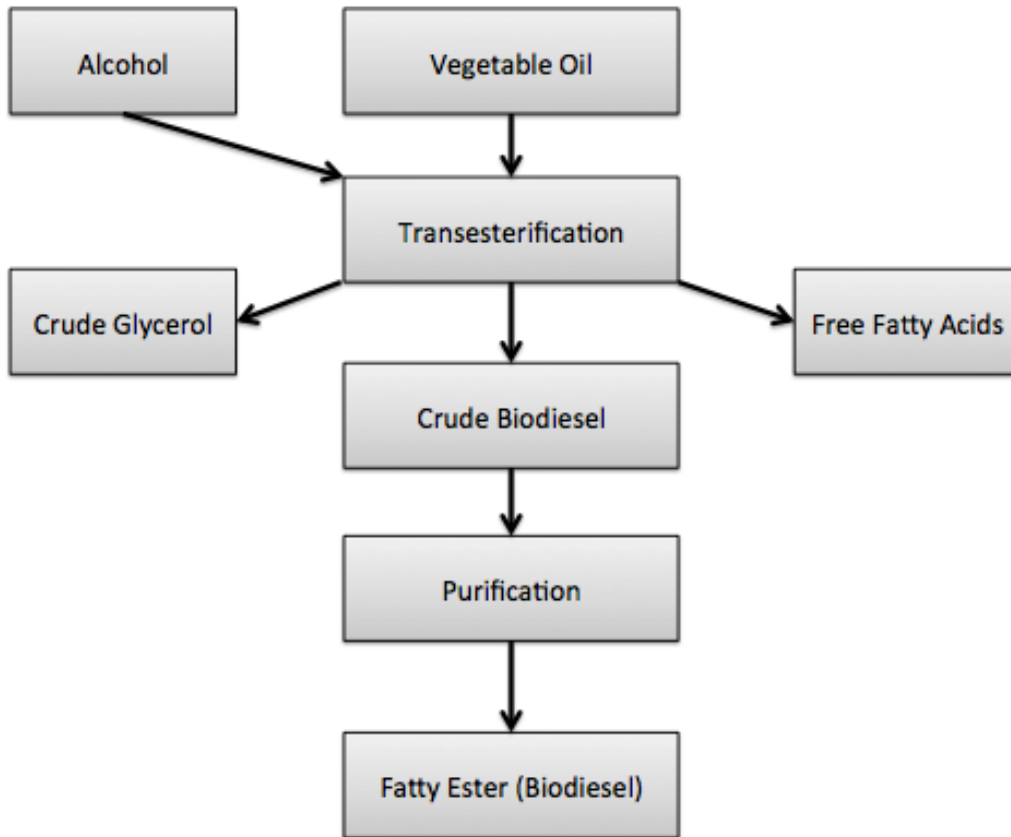 Alcohol
Vegetable Oil
Transesterification
Crude Glycerol
Free Fatty Acids
Crude Biodiesel
Purification
Fatty Ester (Biodiesel)